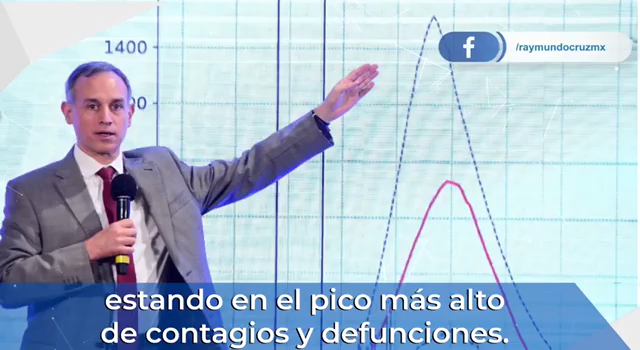 1400
/raymundocruzmx
estando en el pico más alto
de contagios y defunciones.